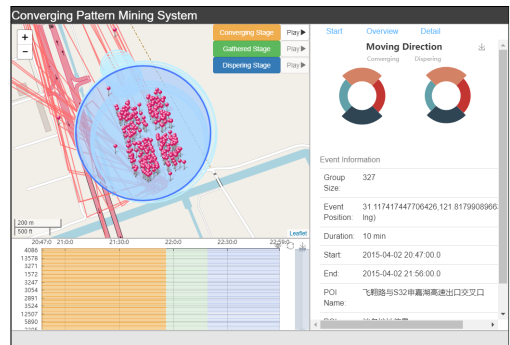 Converging Pattern Mining System
+
−
Converging Stage Play▶
Gathered Stage Play▶
Dispering Stage Play▶
200 m
500 ft
Leaflet
20:47:0 21:0:0 21:10:0 22:0:0 22:30:0
4086
13578
3271
1572
3247
3054
2891
3524
12507
5890
Start Overview Detail
Moving Direction
Converging Dispering
Event Information
Group Size: 327
Event Position: 31.117417447706426,121.8179908966 lng)
Duration: 10 min
Start: 2015-04-02 20:47:00.0
End: 2015-04-02 21:56:00.0
POI Name: 飞翱路与S32申嘉湖高速出口交叉口